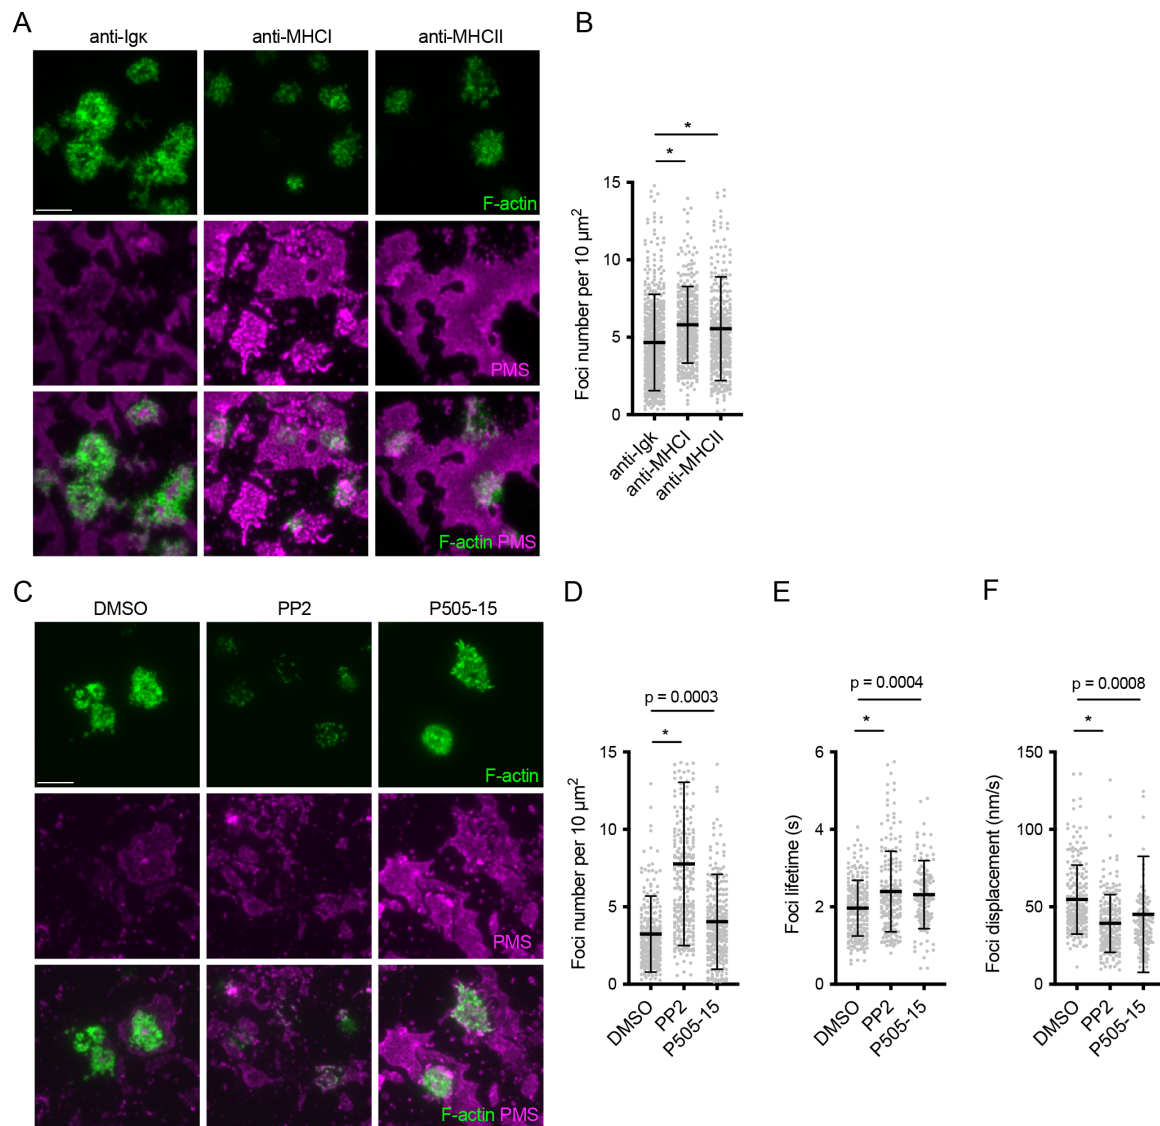 A
anti-Igκ
anti-MHCI
anti-MHCII
F-actin
PMS
F-actin PMS
B
*
*
15
10
5
0
Foci number per 10 µm²
anti-Igκ
anti-MHCI
anti-MHCII
C
DMSO
PP2
P505-15
F-actin
PMS
F-actin PMS
D
p = 0.0003
*
15
10
5
0
Foci number per 10 µm²
DMSO
PP2
P505-15
E
p = 0.0004
*
6
4
2
0
Foci lifetime (s)
DMSO
PP2
P505-15
F
p = 0.0008
*
150
100
50
0
Foci displacement (nm/s)
DMSO
PP2
P505-15